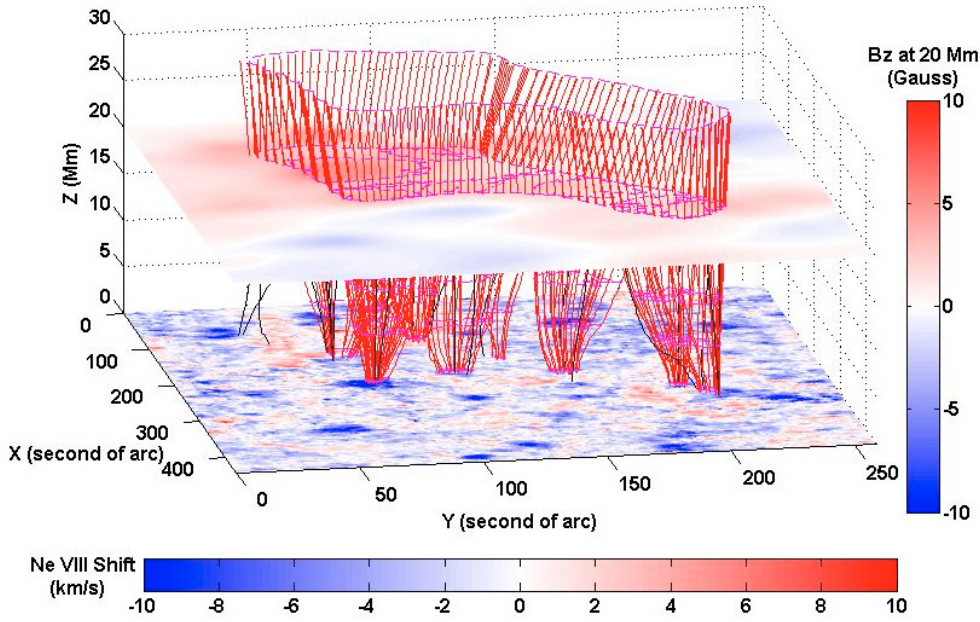 30
25
20
15
10
5
0
Z (Mm)
0
100
200
300
400
X (second of arc)
0
50
100
150
200
250
Y (second of arc)
Bz at 20 Mm
(Gauss)
10
5
0
-5
-10
Ne VIII Shift
(km/s)
-10 -8 -6 -4 -2 0 2 4 6 8 10